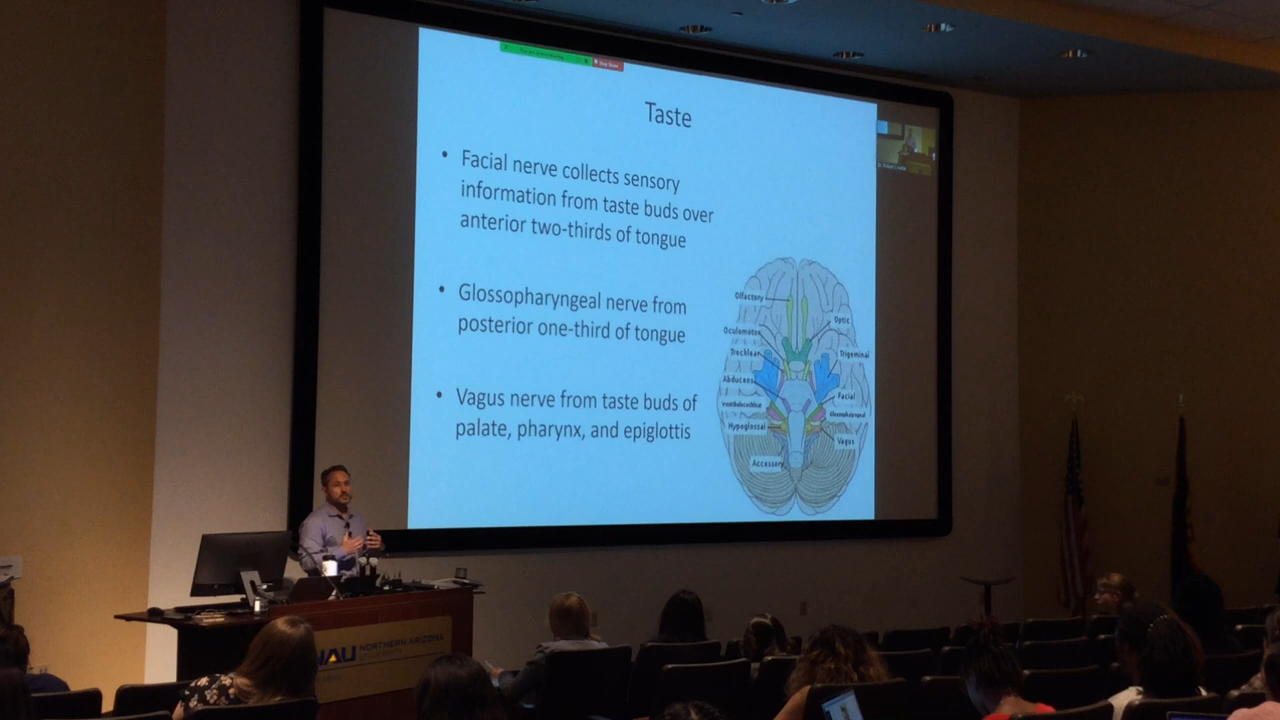 Taste
• Facial nerve collects sensory
information from taste buds over
anterior two-thirds of tongue
• Glossopharyngeal nerve from
posterior one-third of tongue
• Vagus nerve from taste buds of
palate, pharynx, and epiglottis
Olfactory
Optic
Oculomotor
Trochlear
Trigeminal
Abducens
Facial
Vestibulocochlear
Glossopharyngeal
Hypoglossal
Vagus
Accessory
NAU NORTHERN ARIZONA
UNIVERSITY